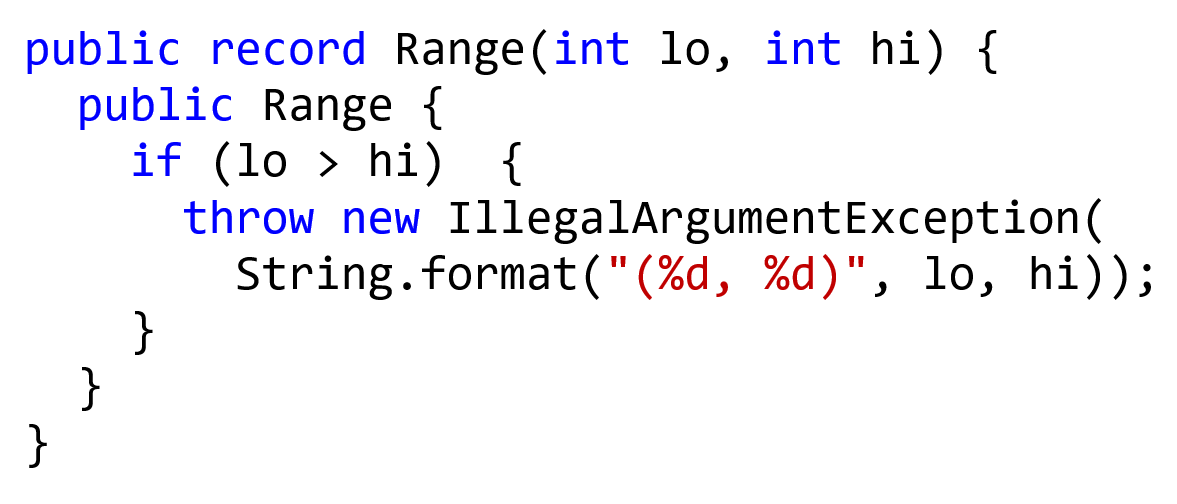 public record Range(int lo, int hi) {
  public Range {
    if (lo > hi)  {
      throw new IllegalArgumentException(
        String.format("(%d, %d)", lo, hi));
    }
  }
}